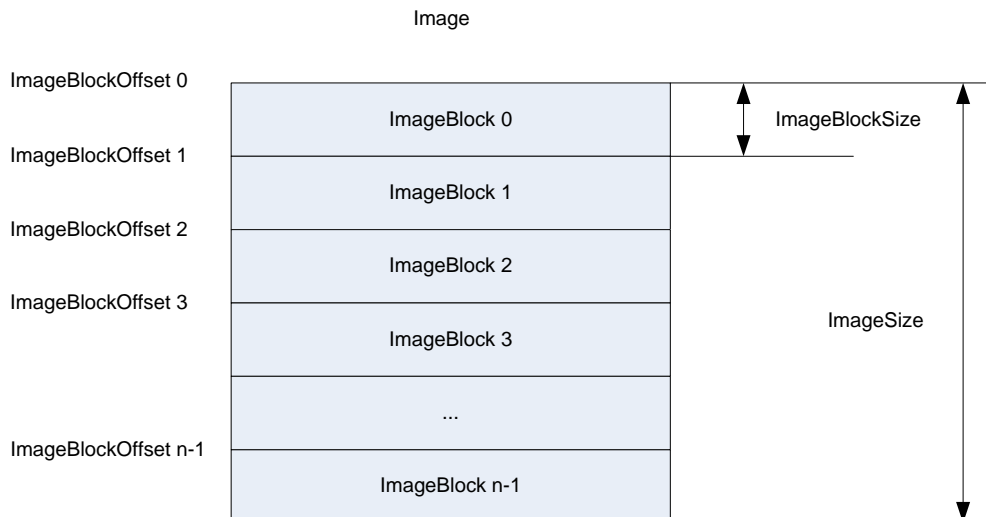 Image
ImageBlockOffset 0
ImageBlock 0
ImageBlockSize
ImageBlockOffset 1
ImageBlock 1
ImageBlockOffset 2
ImageBlock 2
ImageBlockOffset 3
ImageSize
ImageBlock 3
...
ImageBlockOffset n-1
ImageBlock n-1